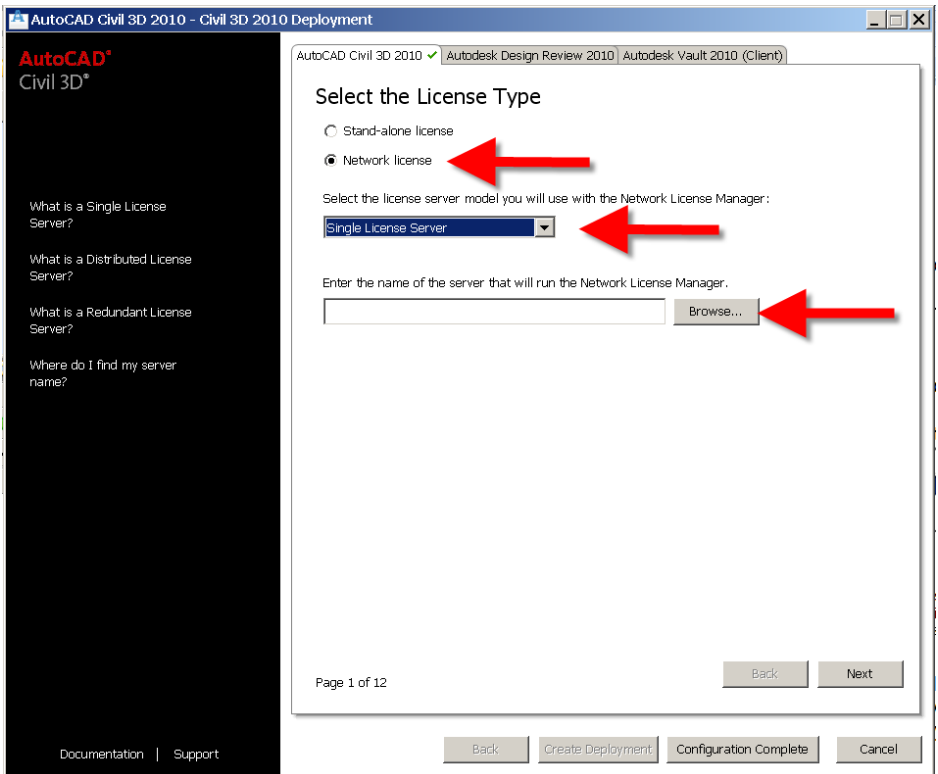 AutoCAD Civil 3D 2010 - Civil 3D 2010 Deployment
AutoCAD®
Civil 3D®
What is a Single License
Server?
What is a Distributed License
Server?
What is a Redundant License
Server?
Where do I find my server
name?
Documentation | Support
AutoCAD Civil 3D 2010 ✓ Autodesk Design Review 2010 Autodesk Vault 2010 (Client)
Select the License Type
Stand-alone license
Network license
Select the license server model you will use with the Network License Manager:
Single License Server
Enter the name of the server that will run the Network License Manager.
Browse...
Page 1 of 12
Back Next
Back Create Deployment Configuration Complete Cancel